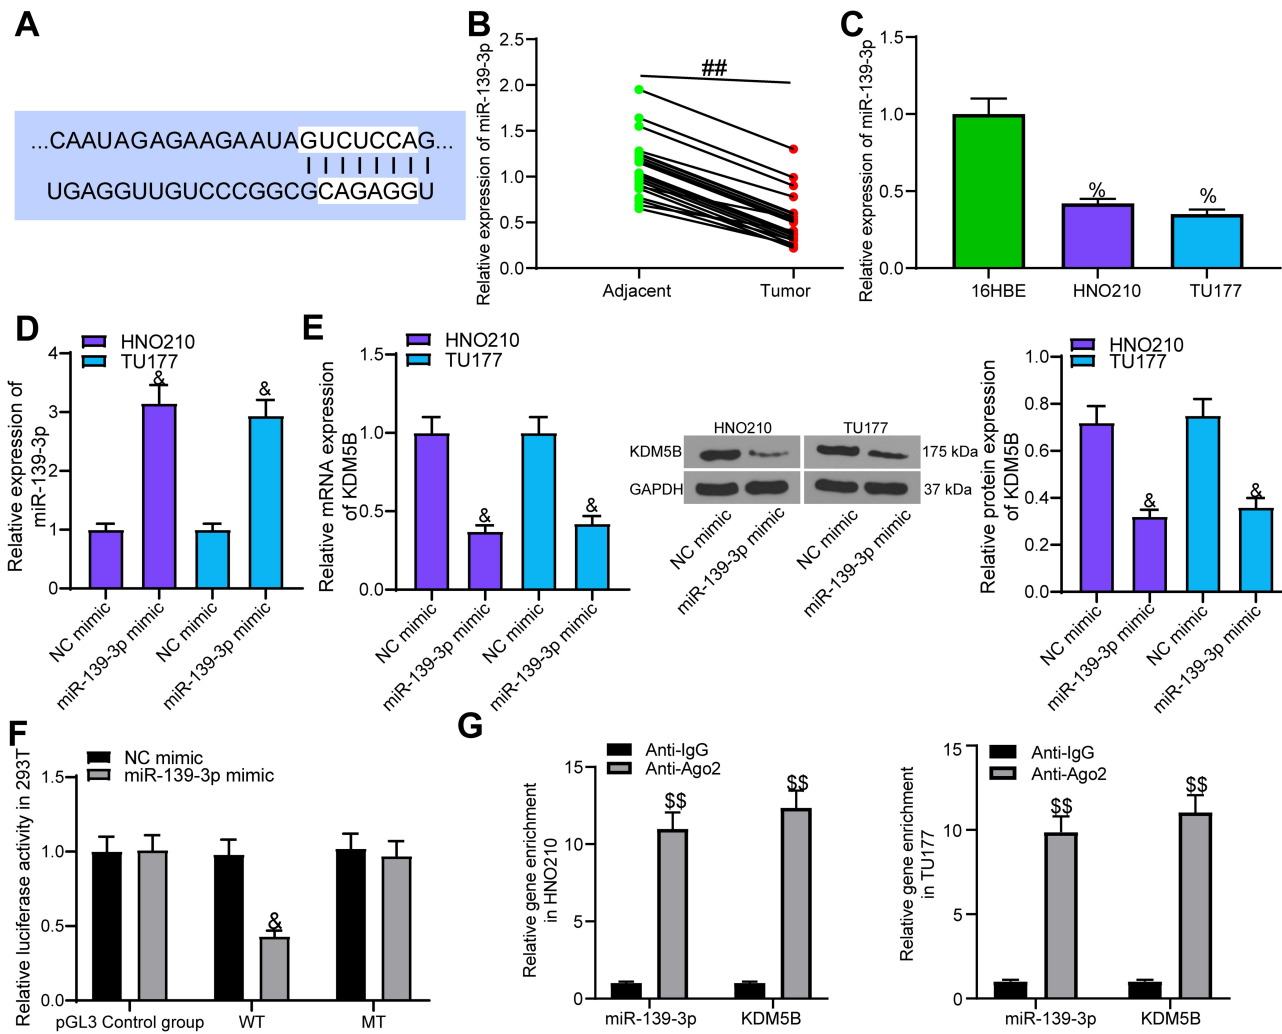 A
...CAAUAGAGAAGAAUAGUCUCCAG...
UGAGGUUGUCCCGGCGCAGAGGU
B
Relative expression of miR-139-3p
2.5
2.0
1.5
1.0
0.5
0.0
##
Adjacent
Tumor
C
Relative expression of miR-139-3p
1.5
1.0
0.5
0.0
%
%
16HBE
HNO210
TU177
D
HNO210
TU177
Relative expression of
miR-139-3p
4
3
132
1
0
&
&
NC mimic
miR-139-3p mimic
NC mimic
miR-139-3p mimic
E
HNO210
TU177
Relative mRNA expression
of KDM5B
1.5
1.0
0.5
0.0
&
&
NC mimic
miR-139-3p mimic
NC mimic
miR-139-3p mimic
HNO210
TU177
KDM5B
175 kDa
GAPDH
37 kDa
NC mimic
miR-139-3p mimic
NC mimic
miR-139-3p mimic
HNO210
TU177
Relative protein expression
of KDM5B
1.0
0.8
0.6
0.4
0.2
0.0
&
&
NC mimic
miR-139-3p mimic
NC mimic
miR-139-3p mimic
F
NC mimic
miR-139-3p mimic
Relative luciferase activity in 293T
1.5
1.0
0.5
0.0
&
pGL3 Control group
WT
MT
G
Anti-IgG
Anti-Ago2
Relative gene enrichment
in HNO210
15
10
5
0
$$
$$
miR-139-3p
KDM5B
Anti-IgG
Anti-Ago2
Relative gene enrichment
in TU177
15
10
5
0
$$
$$
miR-139-3p
KDM5B